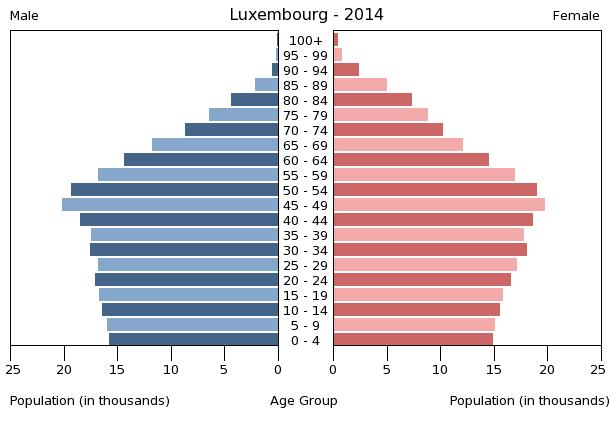 Male Luxembourg - 2014 Female
100+
95 - 99
90 - 94
85 - 89
80 - 84
75 - 79
70 - 74
65 - 69
60 - 64
55 - 59
50 - 54
45 - 49
40 - 44
35 - 39
30 - 34
25 - 29
20 - 24
15 - 19
10 - 14
5 - 9
0 - 4
25 20 15 10 5 0 0 5 10 15 20 25
Population (in thousands) Age Group Population (in thousands)